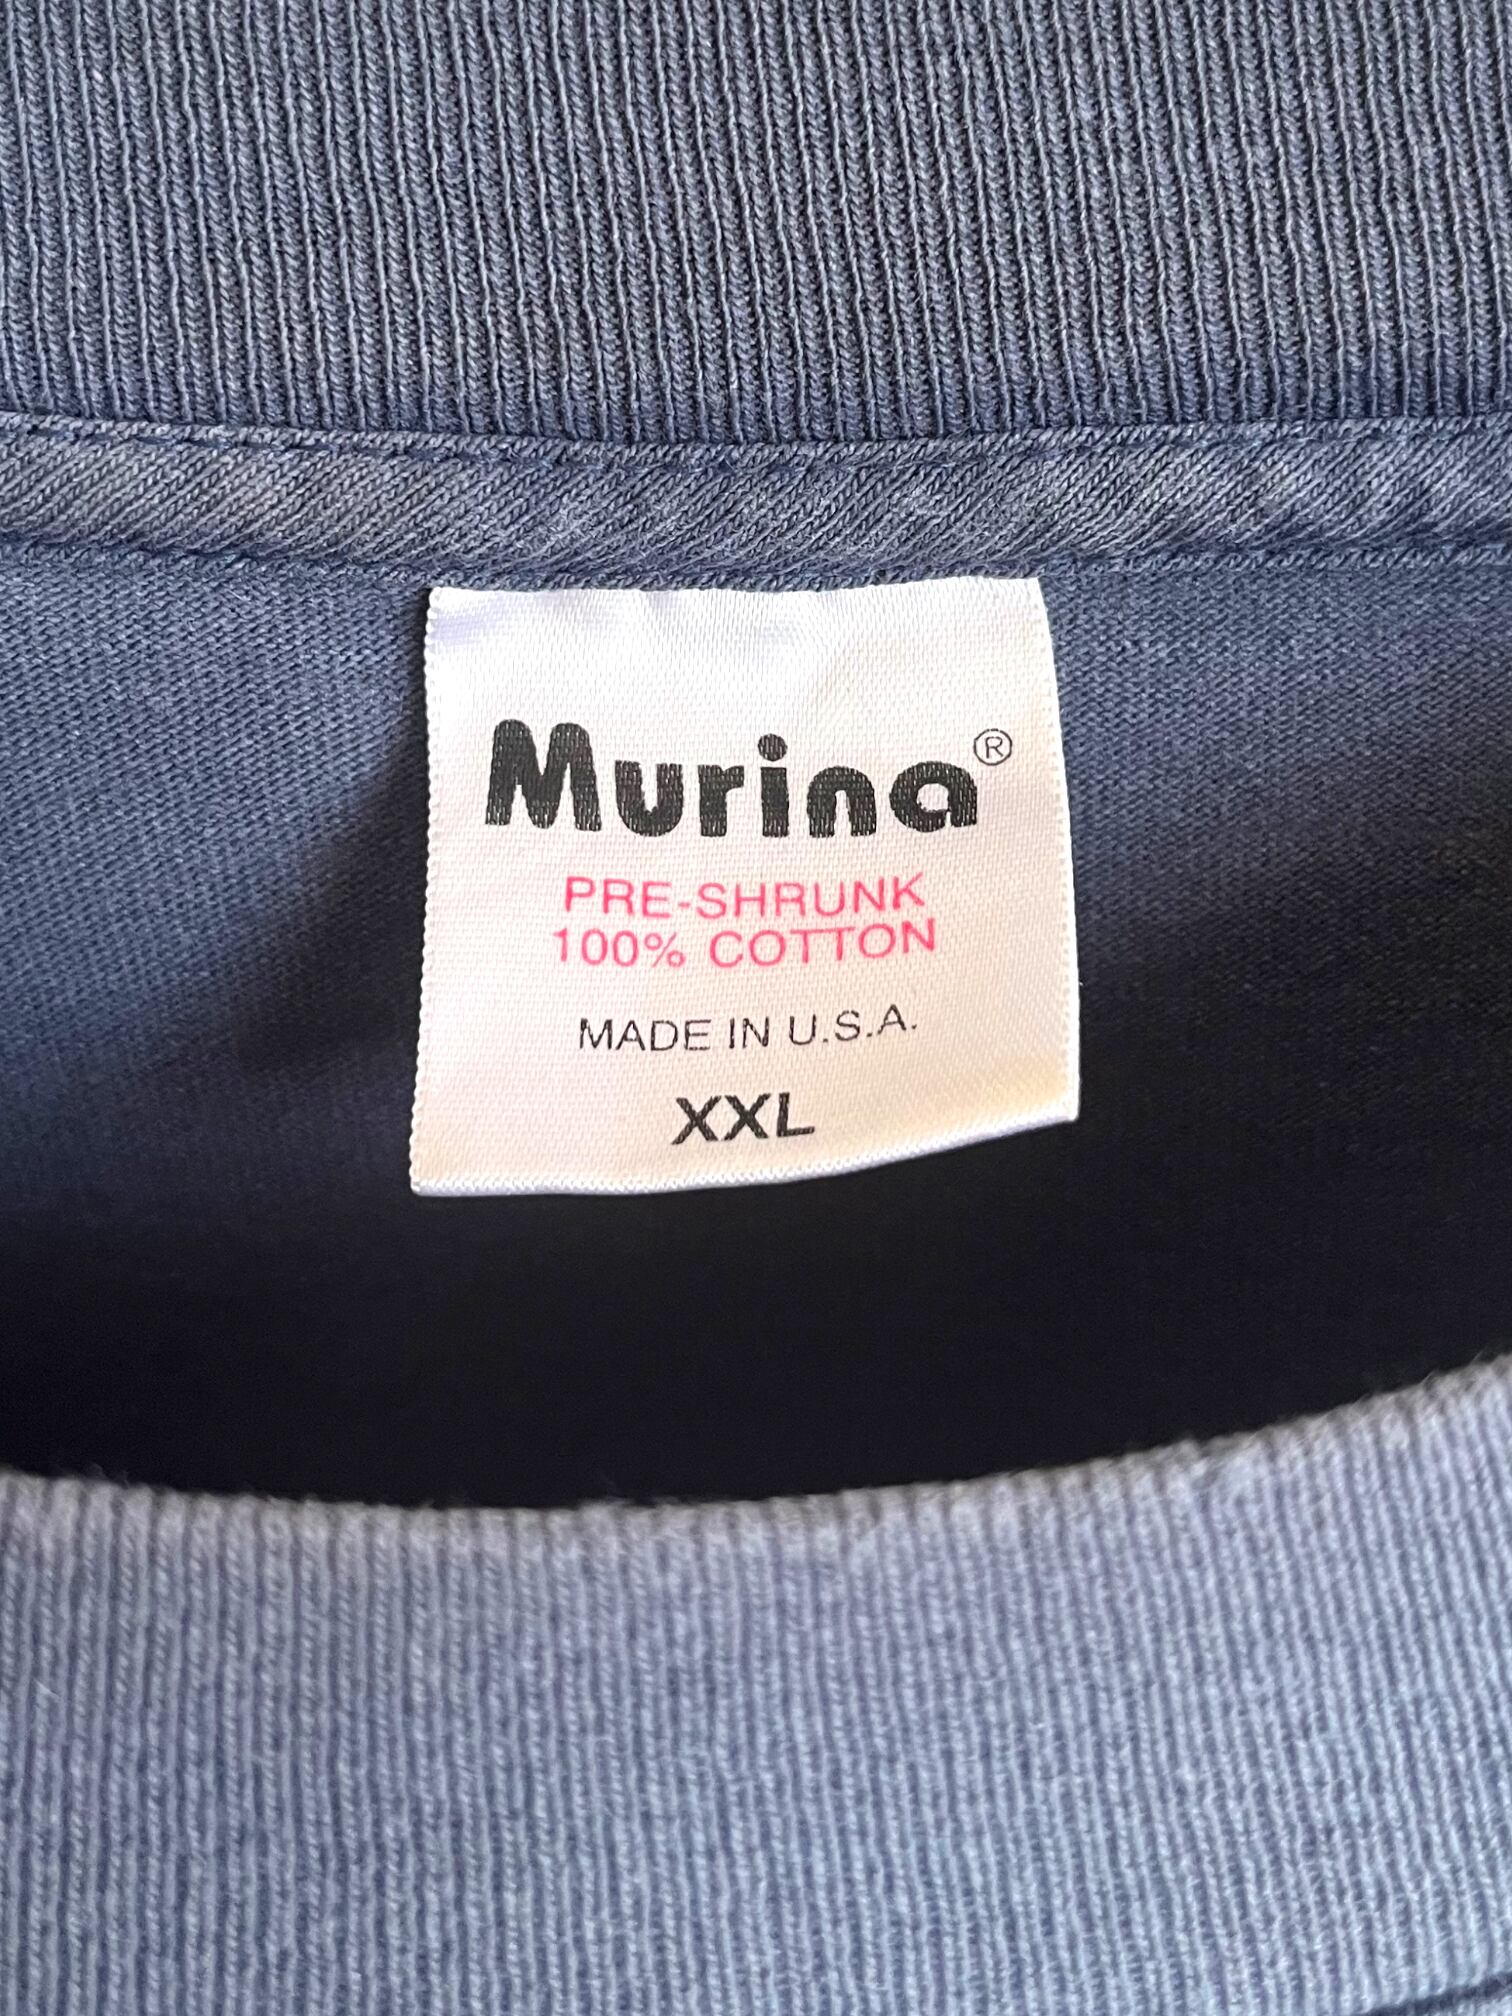 Murina®
PRE-SHRUNK
100% COTTON
MADE IN U.S.A.
XXL